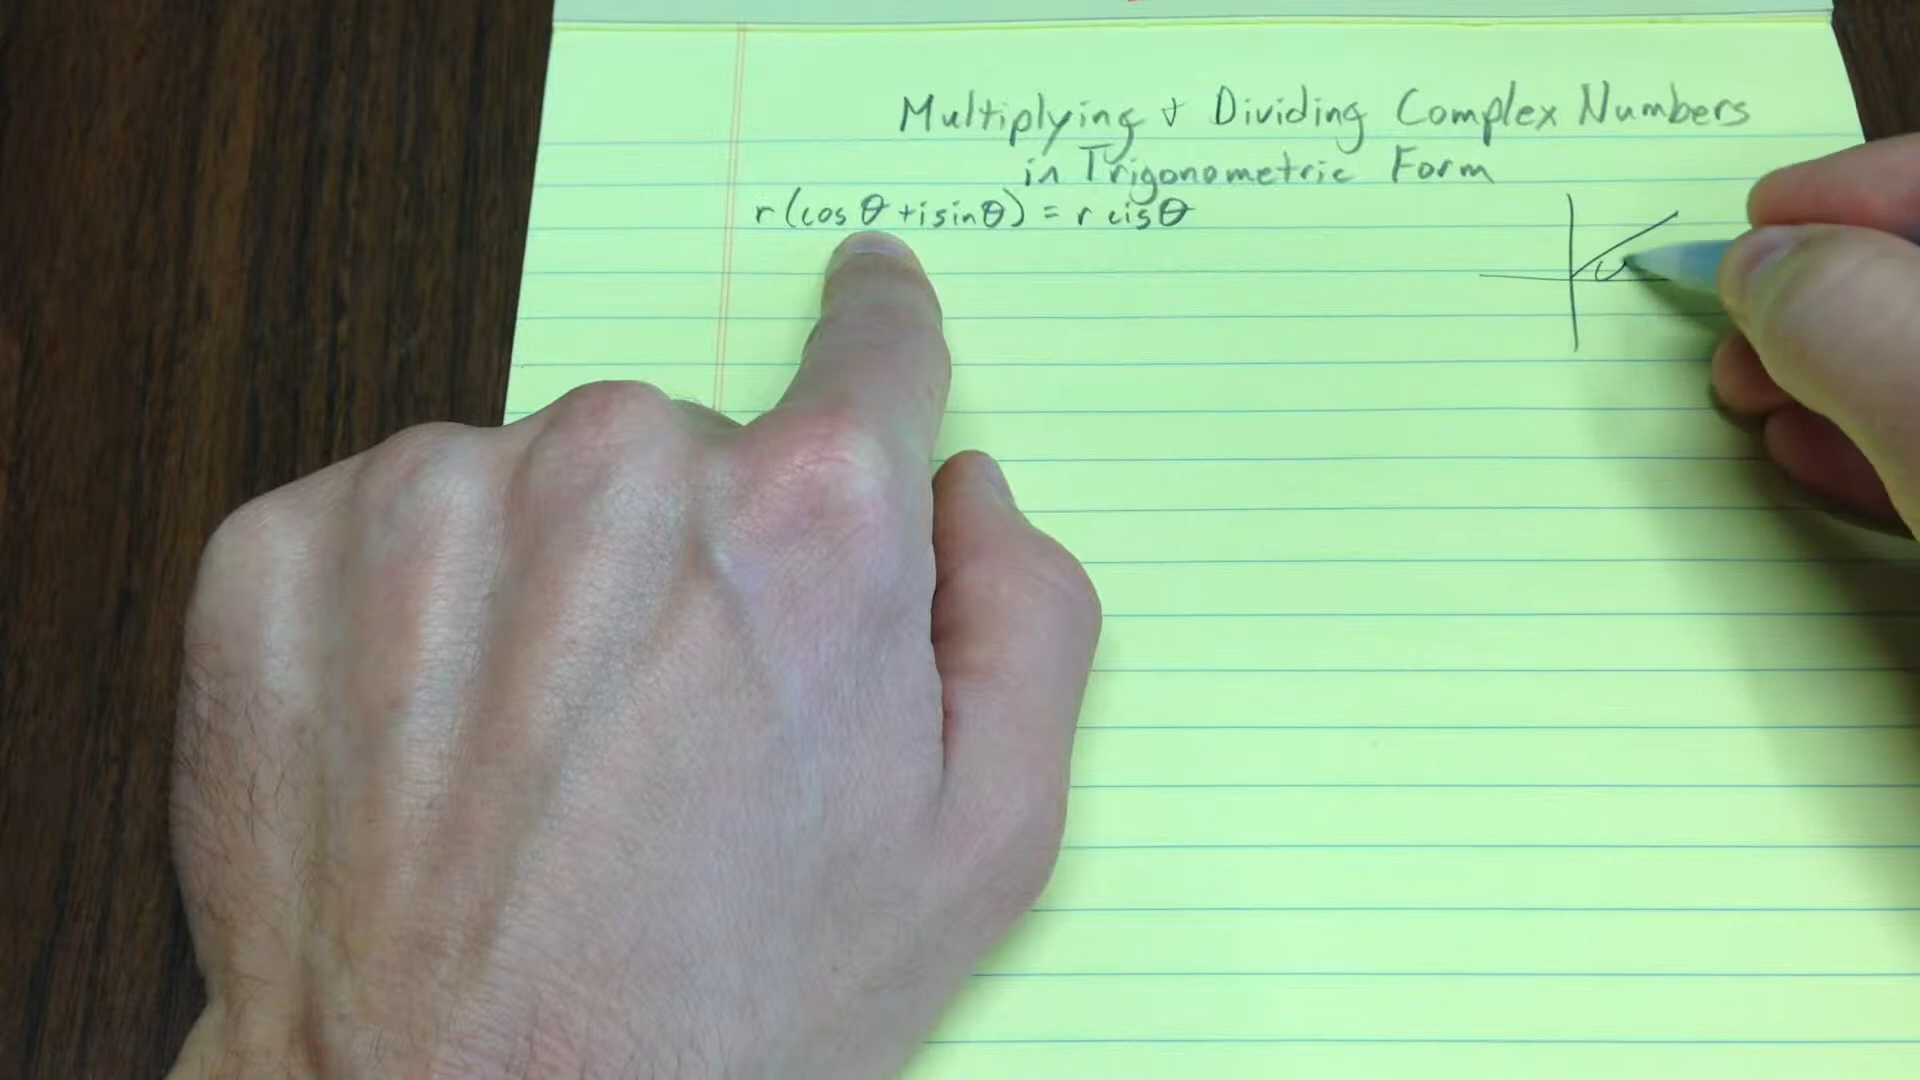 Multiplying + Dividing Complex Numbers
in Trigonometric Form
r(cos θ + i sin θ) = r cis θ